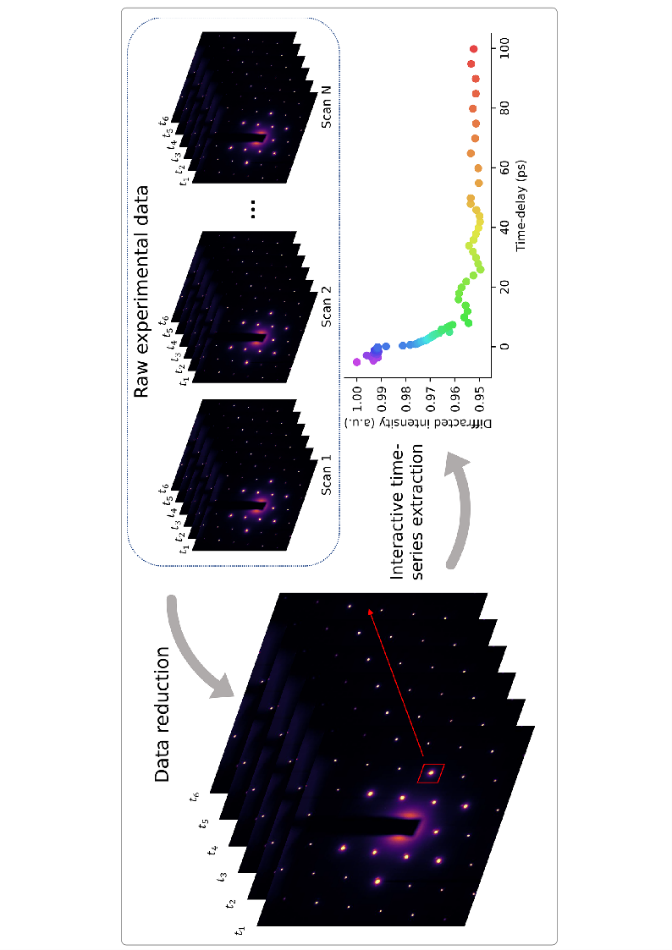 Raw experimental data
t1 t2 t3 t4 t5 t6
Scan 1
t1 t2 t3 t4 t5 t6
Scan 2
...
t1 t2 t3 t4 t5 t6
Scan N
Data reduction
t1 t2 t3 t4 t5 t6
Interactive time-
series extraction
Diffracted intensity (a.u.)
1.00
0.99
0.98
0.97
0.96
0.95
0 20 40 60 80 100
Time-delay (ps)